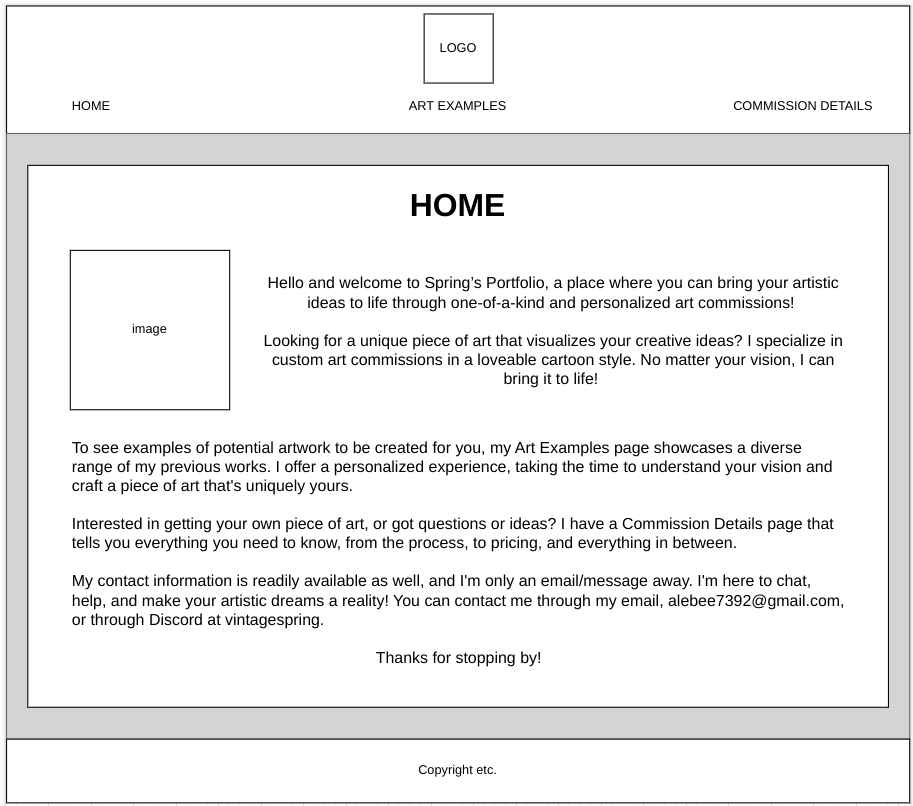 LOGO
HOME
ART EXAMPLES
COMMISSION DETAILS
HOME
image
Hello and welcome to Spring’s Portfolio, a place where you can bring your artistic
ideas to life through one-of-a-kind and personalized art commissions!
Looking for a unique piece of art that visualizes your creative ideas? I specialize in
custom art commissions in a loveable cartoon style. No matter your vision, I can
bring it to life!
To see examples of potential artwork to be created for you, my Art Examples page showcases a diverse
range of my previous works. I offer a personalized experience, taking the time to understand your vision and
craft a piece of art that's uniquely yours.
Interested in getting your own piece of art, or got questions or ideas? I have a Commission Details page that
tells you everything you need to know, from the process, to pricing, and everything in between.
My contact information is readily available as well, and I'm only an email/message away. I'm here to chat,
help, and make your artistic dreams a reality! You can contact me through my email, alebee7392@gmail.com,
or through Discord at vintagespring.
Thanks for stopping by!
Copyright etc.